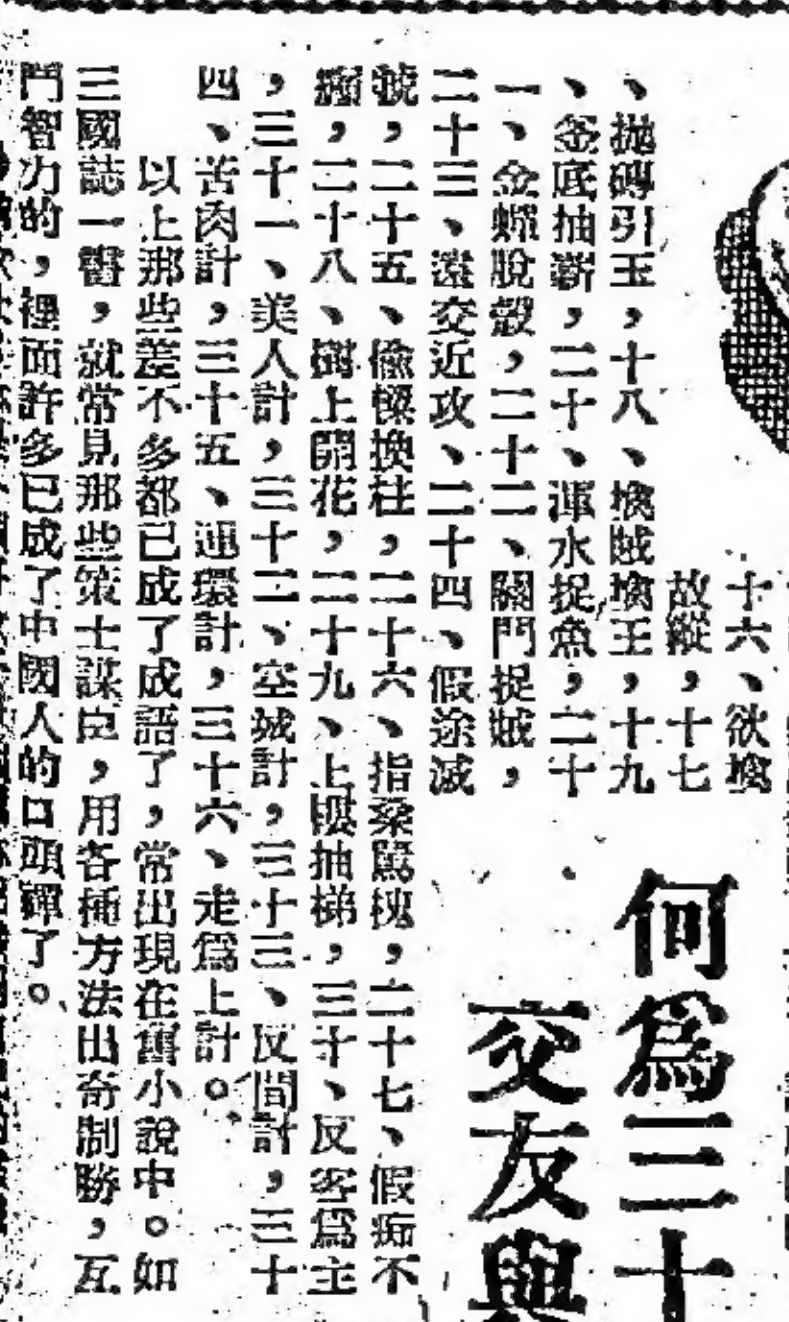 十六、欲擒
故縱，十七
、拋磚引玉，十八、擒賊擒王，十九
、釜底抽薪，二十、渾水捉魚，二十
一、金蟬脫殼，二十二、關門捉賊，
二十三、遠交近攻、二十四、假途滅
虢，二十五、偷樑換柱，二十六、指桑罵槐，二十七、假痴不
癲，二十八、樹上開花，二十九、上樓抽梯，三十、反客爲主
，三十一、美人計，三十二、空城計，三十三、反間計，三十
四、苦肉計，三十五、連環計，三十六、走爲上計。
以上那些差不多都已成了成語了，常出現在舊小說中。如
三國誌一書，就常見那些策士謀臣，用各種方法出奇制勝，互
鬥智力的，裡面許多已成了中國人的口頭禪了。
何爲三十
交友與